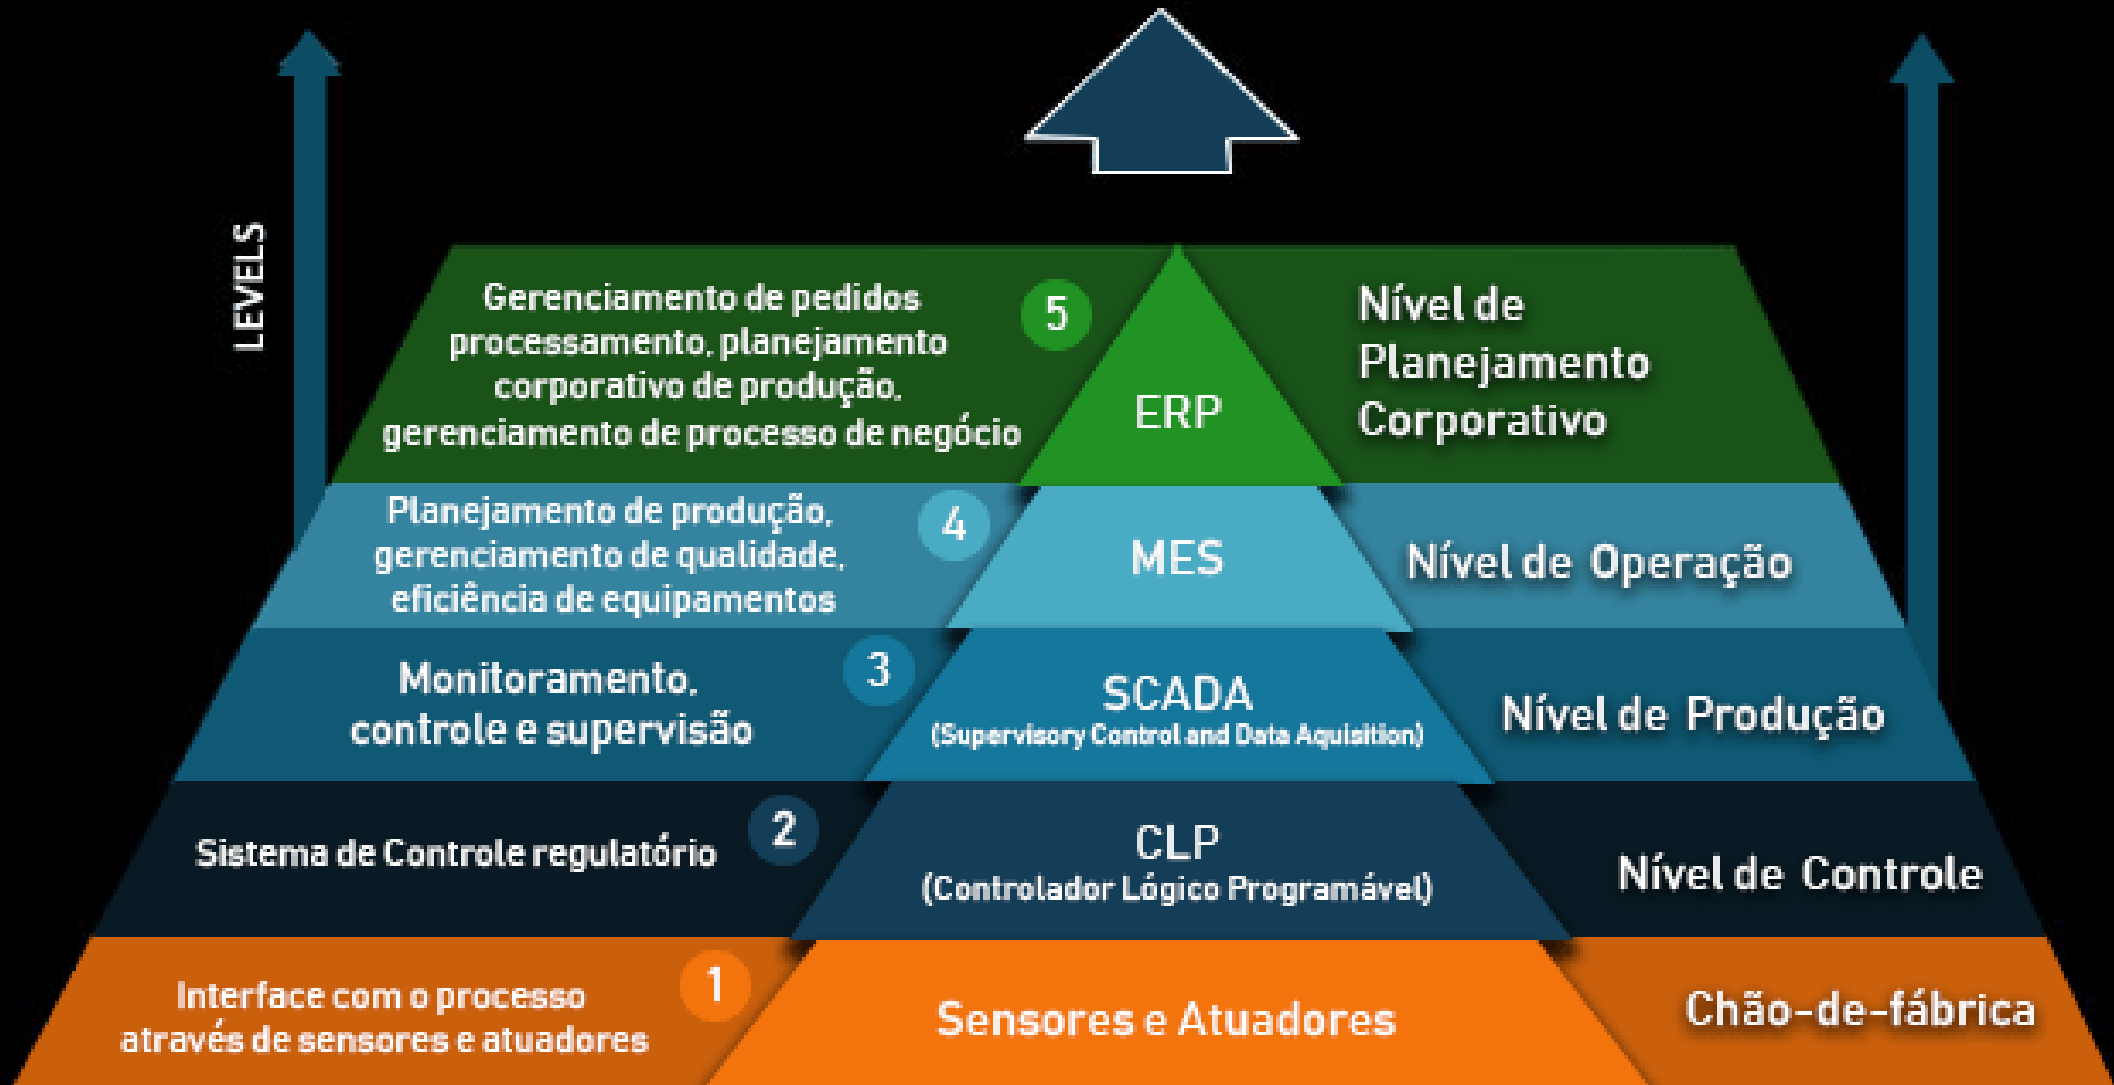 LEVELS
Gerenciamento de pedidos
processamento, planejamento
corporativo de produção,
gerenciamento de processo de negócio
5
ERP
Nível de
Planejamento
Corporativo
Planejamento de produção,
gerenciamento de qualidade,
eficiência de equipamentos
4
MES
Nível de Operação
Monitoramento,
controle e supervisão
3
SCADA
(Supervisory Control and Data Aquisition)
Nível de Produção
Sistema de Controle regulatório
2
CLP
(Controlador Lógico Programável)
Nível de Controle
Interface com o processo
através de sensores e atuadores
1
Sensores e Atuadores
Chão-de-fábrica